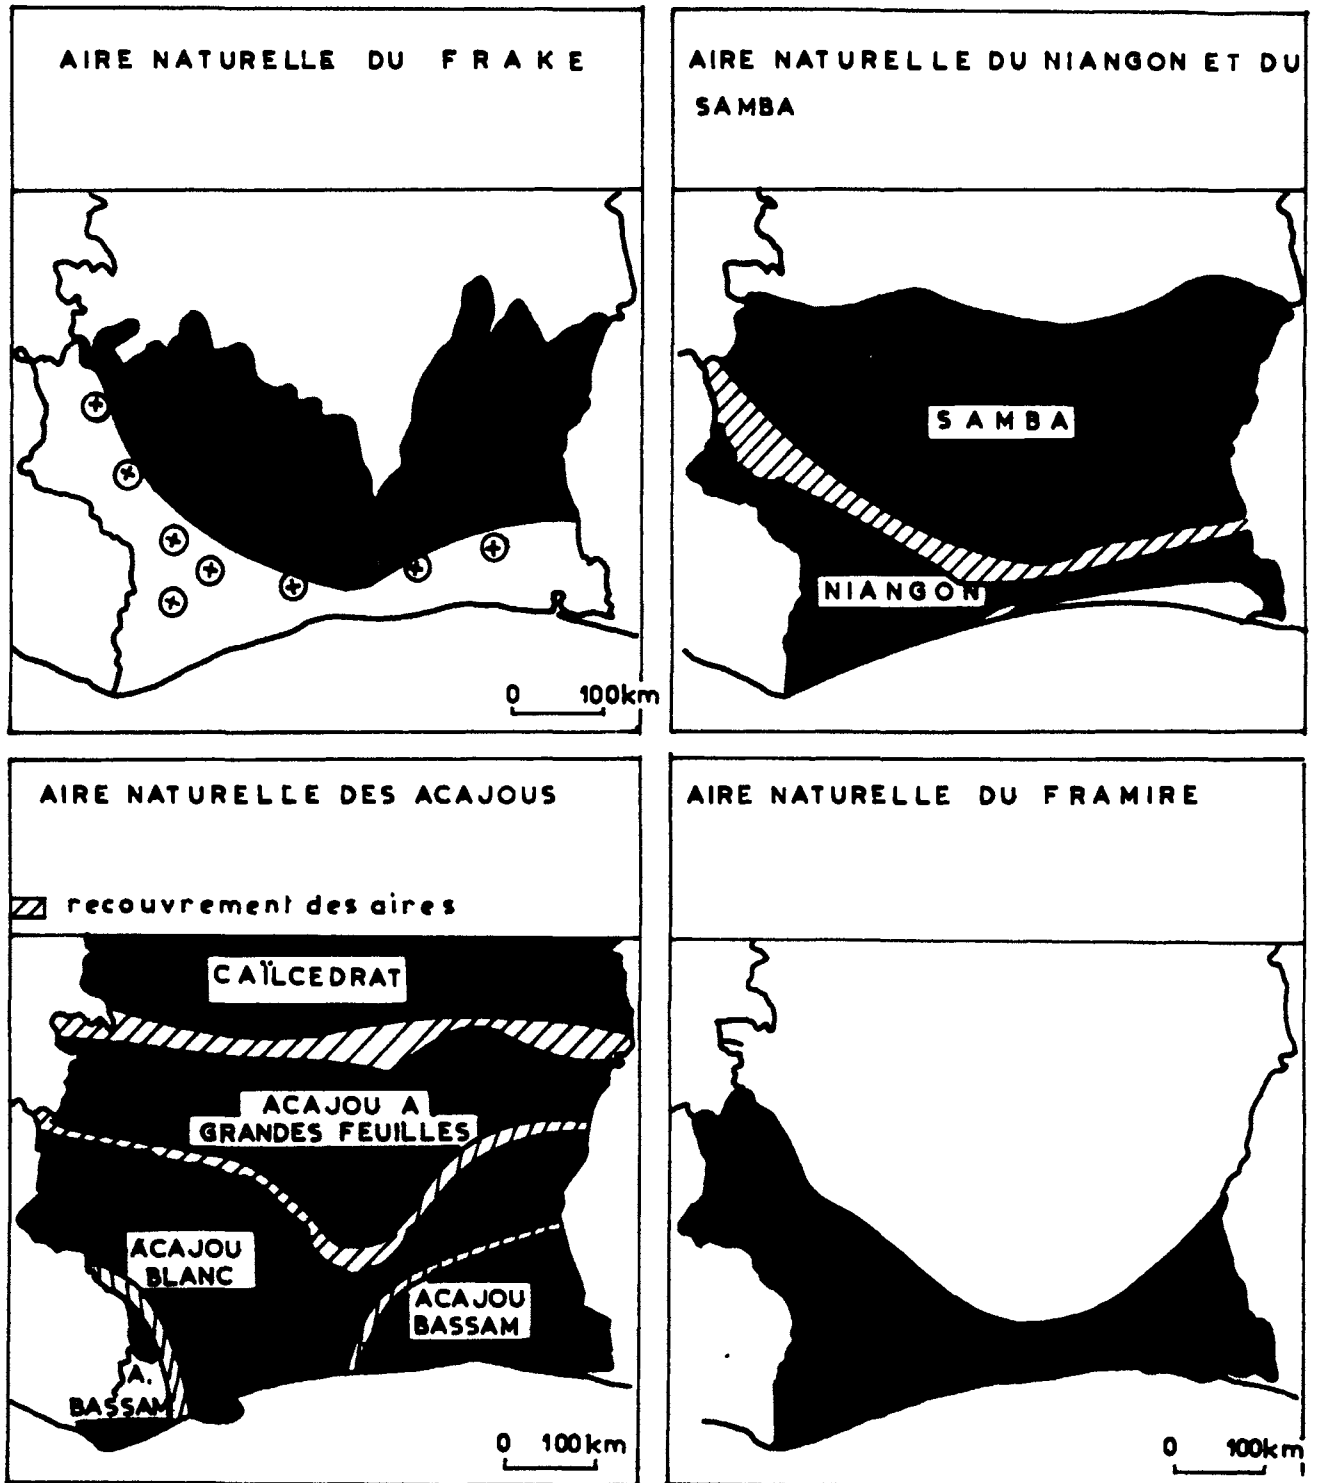 AIRE NATURELLE DU FRAKE
0 100km
AIRE NATURELLE DU NIANGON ET DU
SAMBA
SAMBA
NIANGON
AIRE NATURELLE DES ACAJOUS
recouvrement des aires
CAÏLCEDRAT
ACAJOU A
GRANDES FEUILLES
ACAJOU
BLANC
ACAJOU
BASSAM
A.
BASSAM
0 100km
AIRE NATURELLE DU FRAMIRE
0 100km